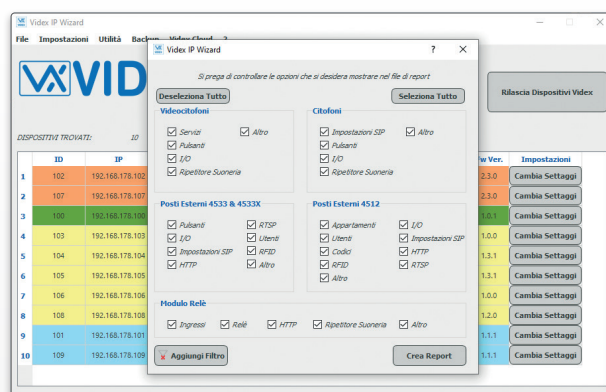 Videx IP Wizard
File Impostazioni Utilità Backup Videx Cloud ?
VX VID
Rilascia Dispositivi Videx
DISPOSITIVI TROVATI: 10
ID IP Fw Ver. Impostazioni
1 102 192.168.178.102 2.3.0 Cambia Settaggi
2 107 192.168.178.107 2.3.0 Cambia Settaggi
3 100 192.168.178.100 1.0.1 Cambia Settaggi
4 103 192.168.178.103 1.0.0 Cambia Settaggi
5 104 192.168.178.104 1.3.1 Cambia Settaggi
6 105 192.168.178.105 1.3.1 Cambia Settaggi
7 106 192.168.178.106 1.0.0 Cambia Settaggi
8 108 192.168.178.108 1.2.0 Cambia Settaggi
9 101 192.168.178.101 1.1.1 Cambia Settaggi
10 109 192.168.178.109 1.1.1 Cambia Settaggi
Videx IP Wizard ?
Si prega di controllare le opzioni che si desidera mostrare nel file di report
Deseleziona Tutto Seleziona Tutto
Videocitofoni
Servizi Altro
Pulsanti
I/O
Ripetitore Suoneria
Citofoni
Impostazioni SIP Altro
Pulsanti
I/O
Ripetitore Suoneria
Posti Esterni 4533 & 4533X
Pulsanti RTSP
I/O Utenti
Impostazioni SIP RFID
HTTP Altro
Posti Esterni 4512
Appartamenti I/O
Utenti Impostazioni SIP
Codici HTTP
RFID RTSP
Altro
Modulo Relè
Ingressi Relè HTTP Ripetitore Suoneria Altro
Aggiungi Filtro Crea Report